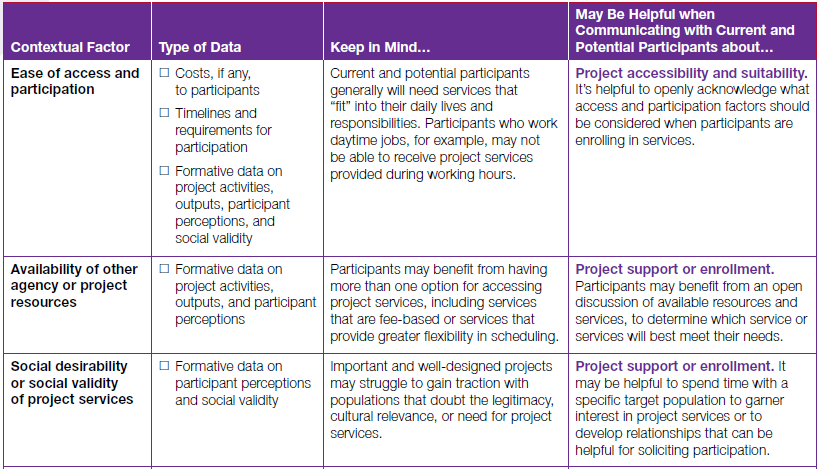 Contextual Factor
Type of Data
Keep in Mind…
May Be Helpful when
Communicating with Current and
Potential Participants about…
Ease of access and
participation
☐ Costs, if any,
to participants
☐ Timelines and
requirements for
participation
☐ Formative data on
project activities,
outputs, participant
perceptions, and
social validity
Current and potential participants
generally will need services that
“fit” into their daily lives and
responsibilities. Participants who work
daytime jobs, for example, may not
be able to receive project services
provided during working hours.
Project accessibility and suitability.
It’s helpful to openly acknowledge what
access and participation factors should
be considered when participants are
enrolling in services.
Availability of other
agency or project
resources
☐ Formative data on
project activities,
outputs, and participant
perceptions
Participants may benefit from having
more than one option for accessing
project services, including services
that are fee-based or services that
provide greater flexibility in scheduling.
Project support or enrollment.
Participants may benefit from an open
discussion of available resources and
services, to determine which service or
services will best meet their needs.
Social desirability
or social validity
of project services
☐ Formative data on
participant perceptions
and social validity
Important and well-designed projects
may struggle to gain traction with
populations that doubt the legitimacy,
cultural relevance, or need for project
services.
Project support or enrollment. It
may be helpful to spend time with a
specific target population to garner
interest in project services or to
develop relationships that can be
helpful for soliciting participation.